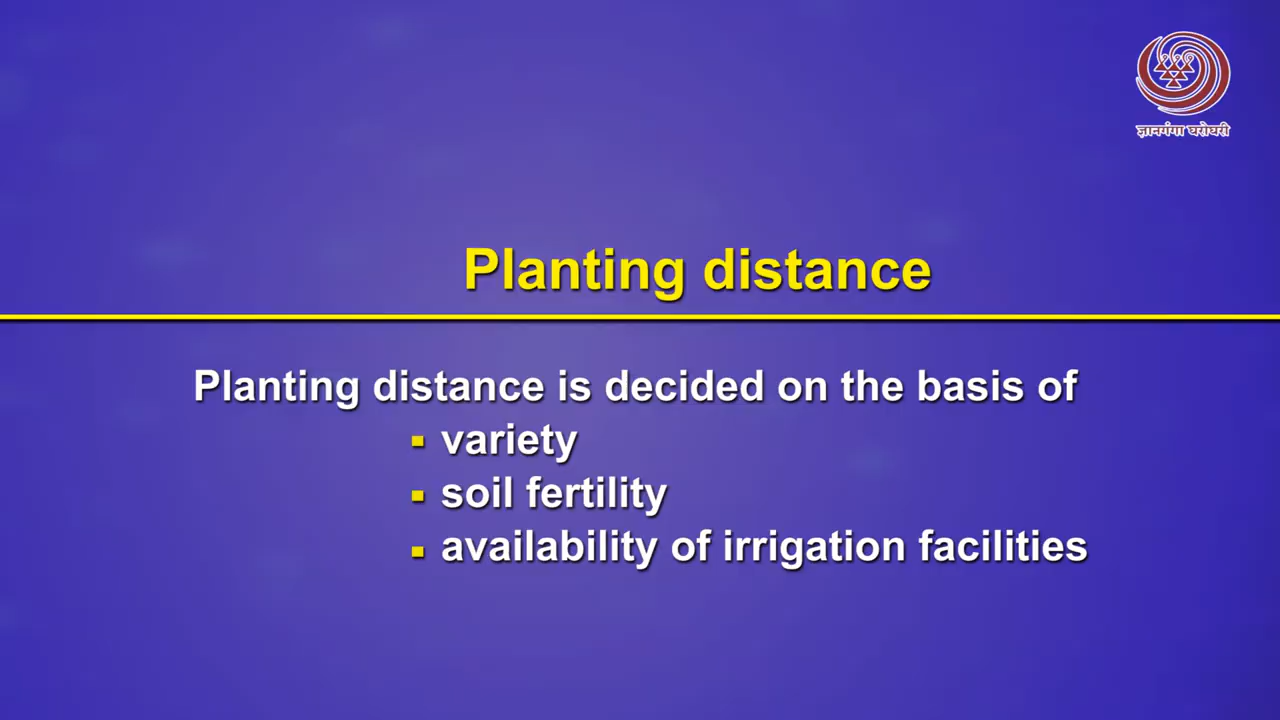 ज्ञानगंगा घरोघरी
Planting distance
Planting distance is decided on the basis of
▪ variety
▪ soil fertility
▪ availability of irrigation facilities